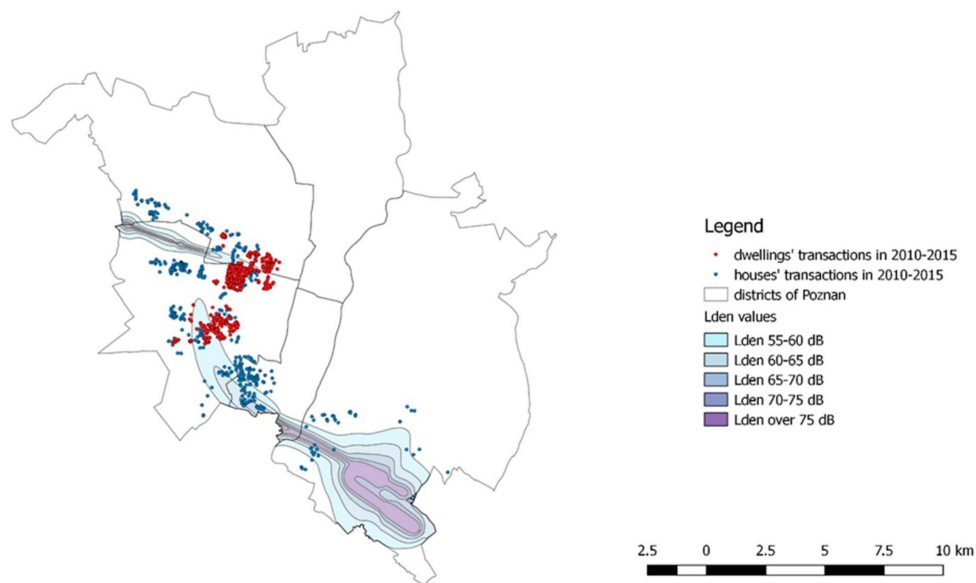 Legend
dwellings' transactions in 2010-2015
houses' transactions in 2010-2015
districts of Poznan
Lden values
Lden 55-60 dB
Lden 60-65 dB
Lden 65-70 dB
Lden 70-75 dB
Lden over 75 dB
2.5 0 2.5 5 7.5 10 km